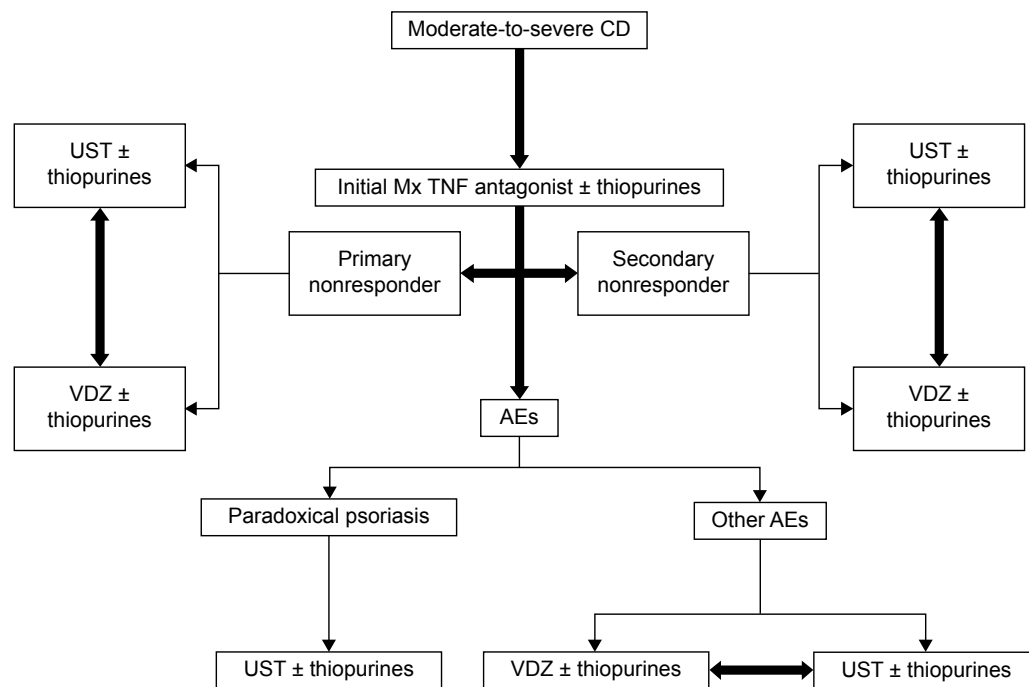 Moderate-to-severe CD
UST ±
thiopurines
UST ±
thiopurines
Initial Mx TNF antagonist ± thiopurines
Primary
nonresponder
Secondary
nonresponder
VDZ ±
thiopurines
VDZ ±
thiopurines
AEs
Paradoxical psoriasis
Other AEs
UST ± thiopurines
VDZ ± thiopurines
UST ± thiopurines